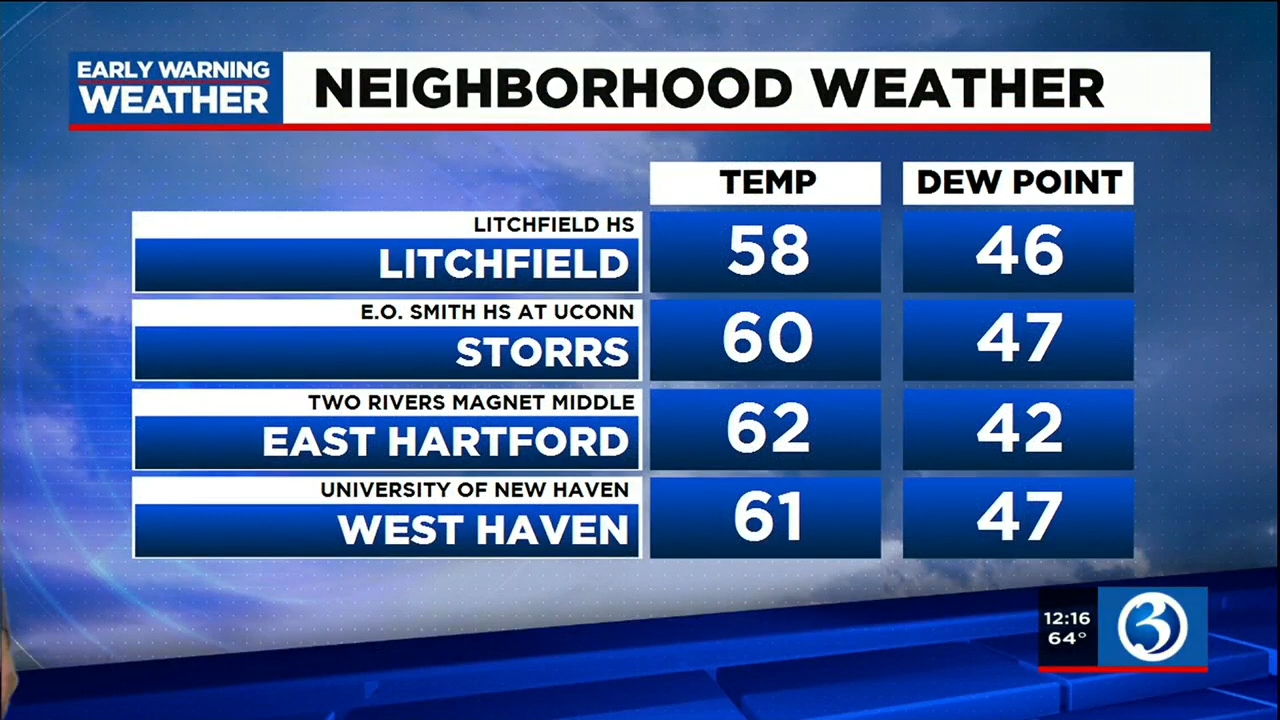 EARLY WARNING
WEATHER
NEIGHBORHOOD WEATHER
TEMP DEW POINT
LITCHFIELD HS
LITCHFIELD 58 46
E.O. SMITH HS AT UCONN
STORRS 60 47
TWO RIVERS MAGNET MIDDLE
EAST HARTFORD 62 42
UNIVERSITY OF NEW HAVEN
WEST HAVEN 61 47
12:16
64°
3